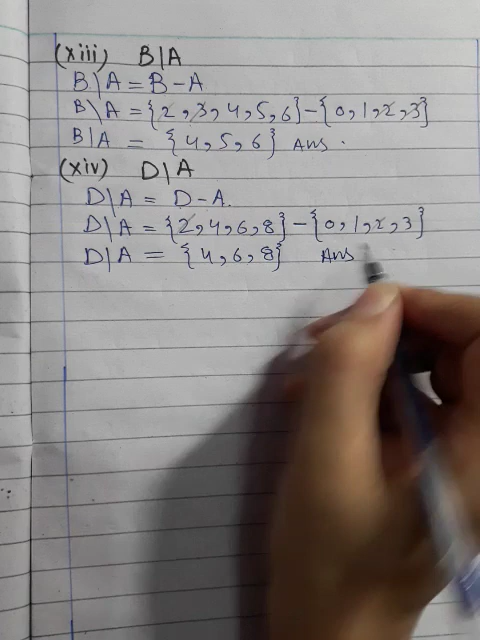 (xiii) B\A
B\A = B - A
B\A = {2, 3, 4, 5, 6} - {0, 1, 2, 3}
B\A = {4, 5, 6} Ans.
(xiv) D\A
D\A = D - A.
D\A = {2, 4, 6, 8} - {0, 1, 2, 3}
D\A = {4, 6, 8} Ans